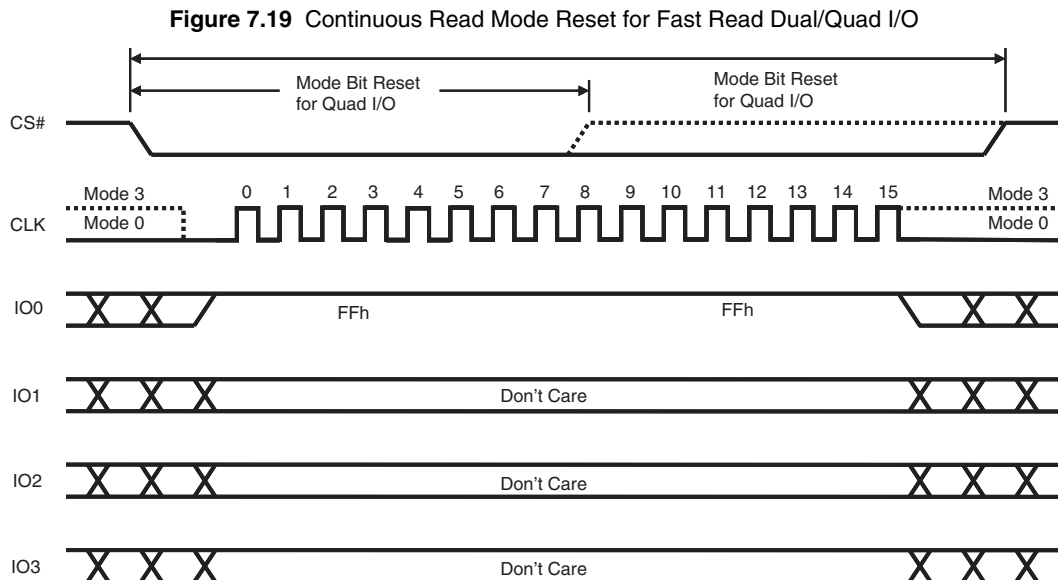 Figure 7.19 Continuous Read Mode Reset for Fast Read Dual/Quad I/O
Mode Bit Reset
for Quad I/O
Mode Bit Reset
for Quad I/O
CS#
Mode 3
Mode 0
CLK
0 1 2 3 4 5 6 7 8 9 10 11 12 13 14 15
Mode 3
Mode 0
IO0
FFh
FFh
IO1
Don't Care
IO2
Don't Care
IO3
Don't Care